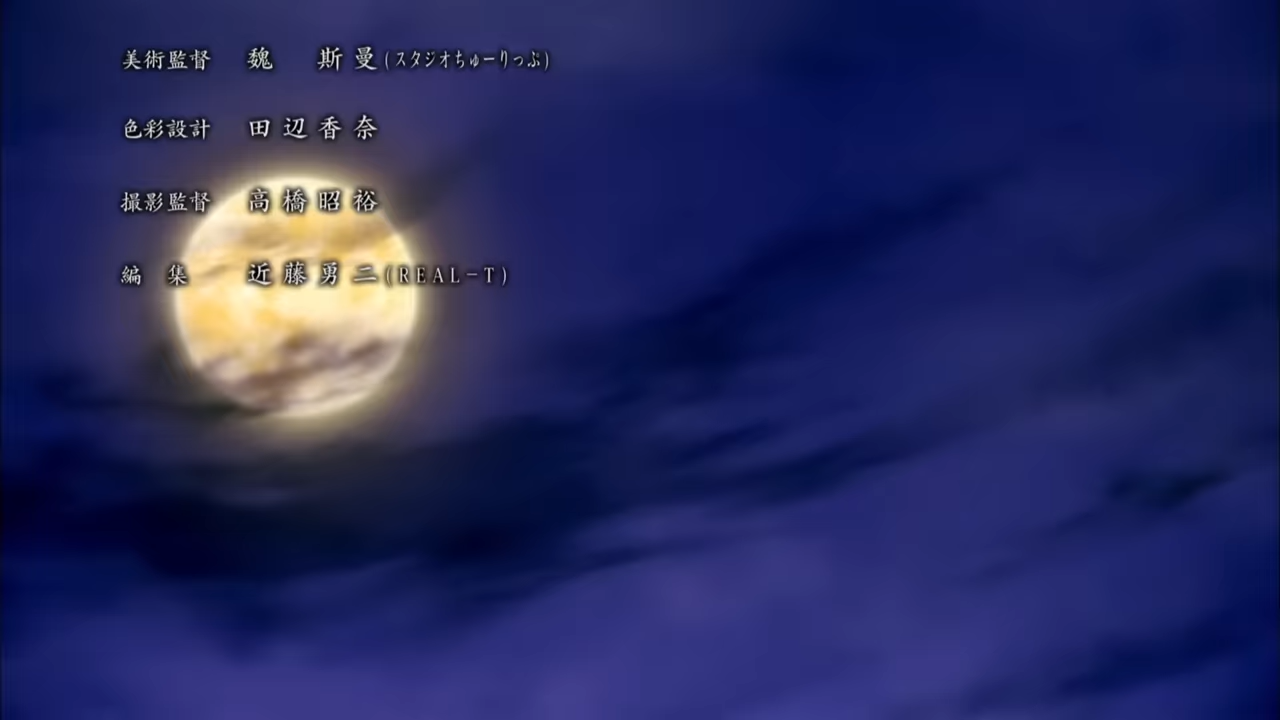 美術監督 魏 斯曼(スタジオちゅーりっぷ)
色彩設計 田辺香奈
撮影監督 高橋昭裕
編集 近藤勇二(REAL-T)